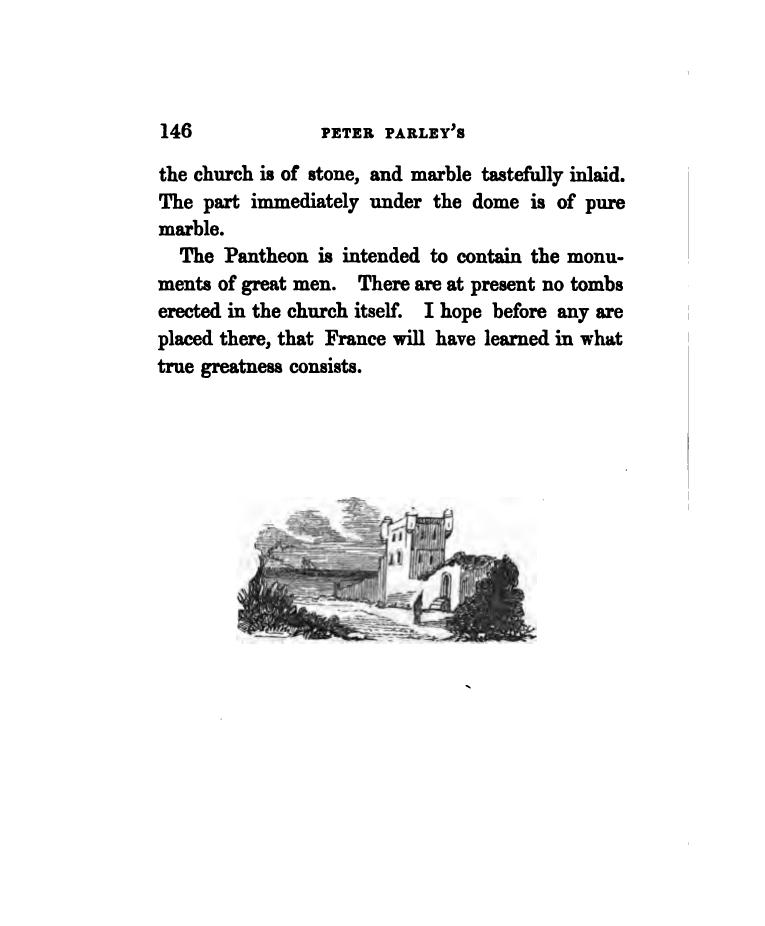 146 PETER PARLEY'S
the church is of stone, and marble tastefully inlaid.
The part immediately under the dome is of pure
marble.
The Pantheon is intended to contain the monu-
ments of great men. There are at present no tombs
erected in the church itself. I hope before any are
placed there, that France will have learned in what
true greatness consists.